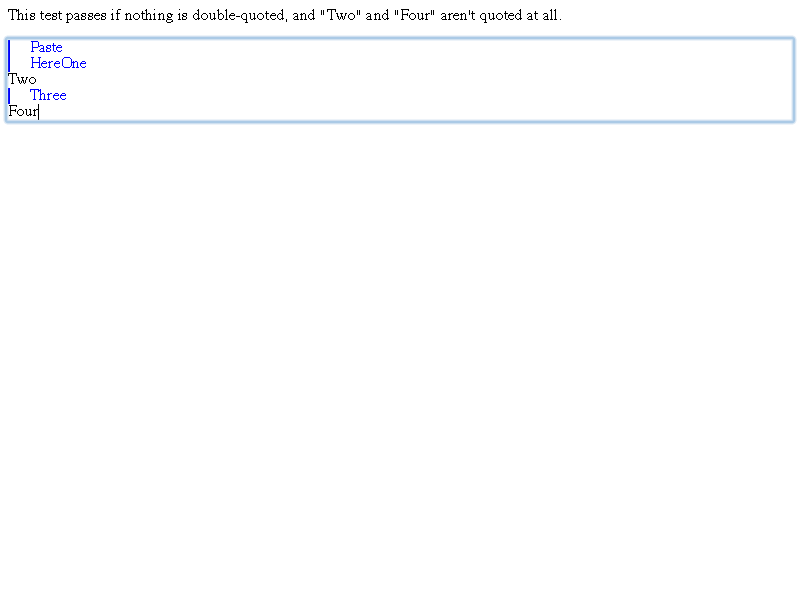 This test passes if nothing is double-quoted, and "Two" and "Four" aren't quoted at all.
Paste
HereOne
Two
Three
Four